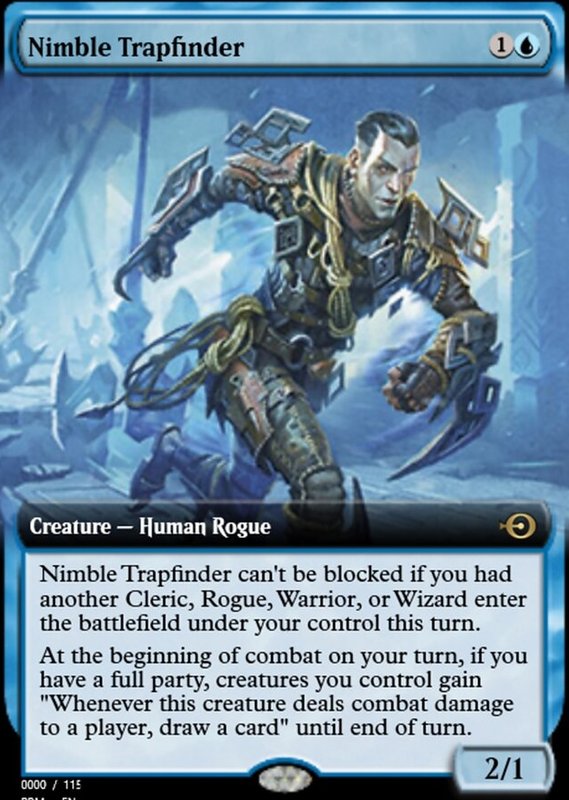 Nimble Trapfinder
1
Creature — Human Rogue
Nimble Trapfinder can't be blocked if you had
another Cleric, Rogue, Warrior, or Wizard enter
the battlefield under your control this turn.
At the beginning of combat on your turn, if you
have a full party, creatures you control gain
"Whenever this creature deals combat damage
to a player, draw a card" until end of turn.
2/1
0000 / 115